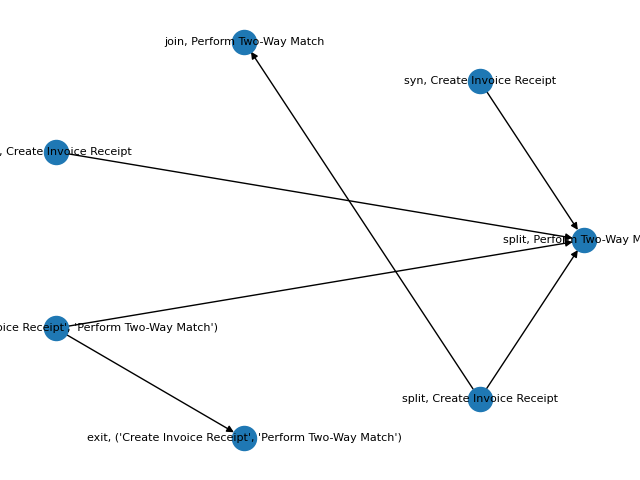 join, Perform Two-Way Match
syn, Create Invoice Receipt
, Create Invoice Receipt
split, Perform Two-Way M
Receipt', 'Perform Two-Way Match')
split, Create Invoice Receipt
exit, ('Create Invoice Receipt', 'Perform Two-Way Match')